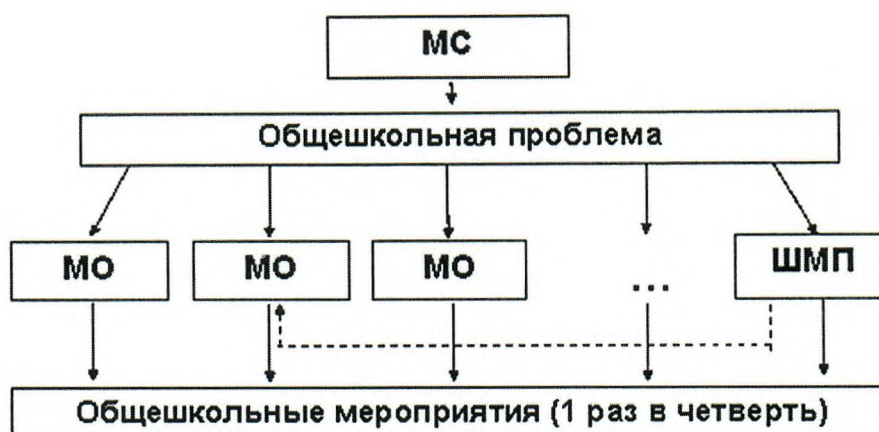 МС
Общешкольная проблема
МО МО МО ... ШМП
Общешкольные мероприятия (1 раз в четверть)